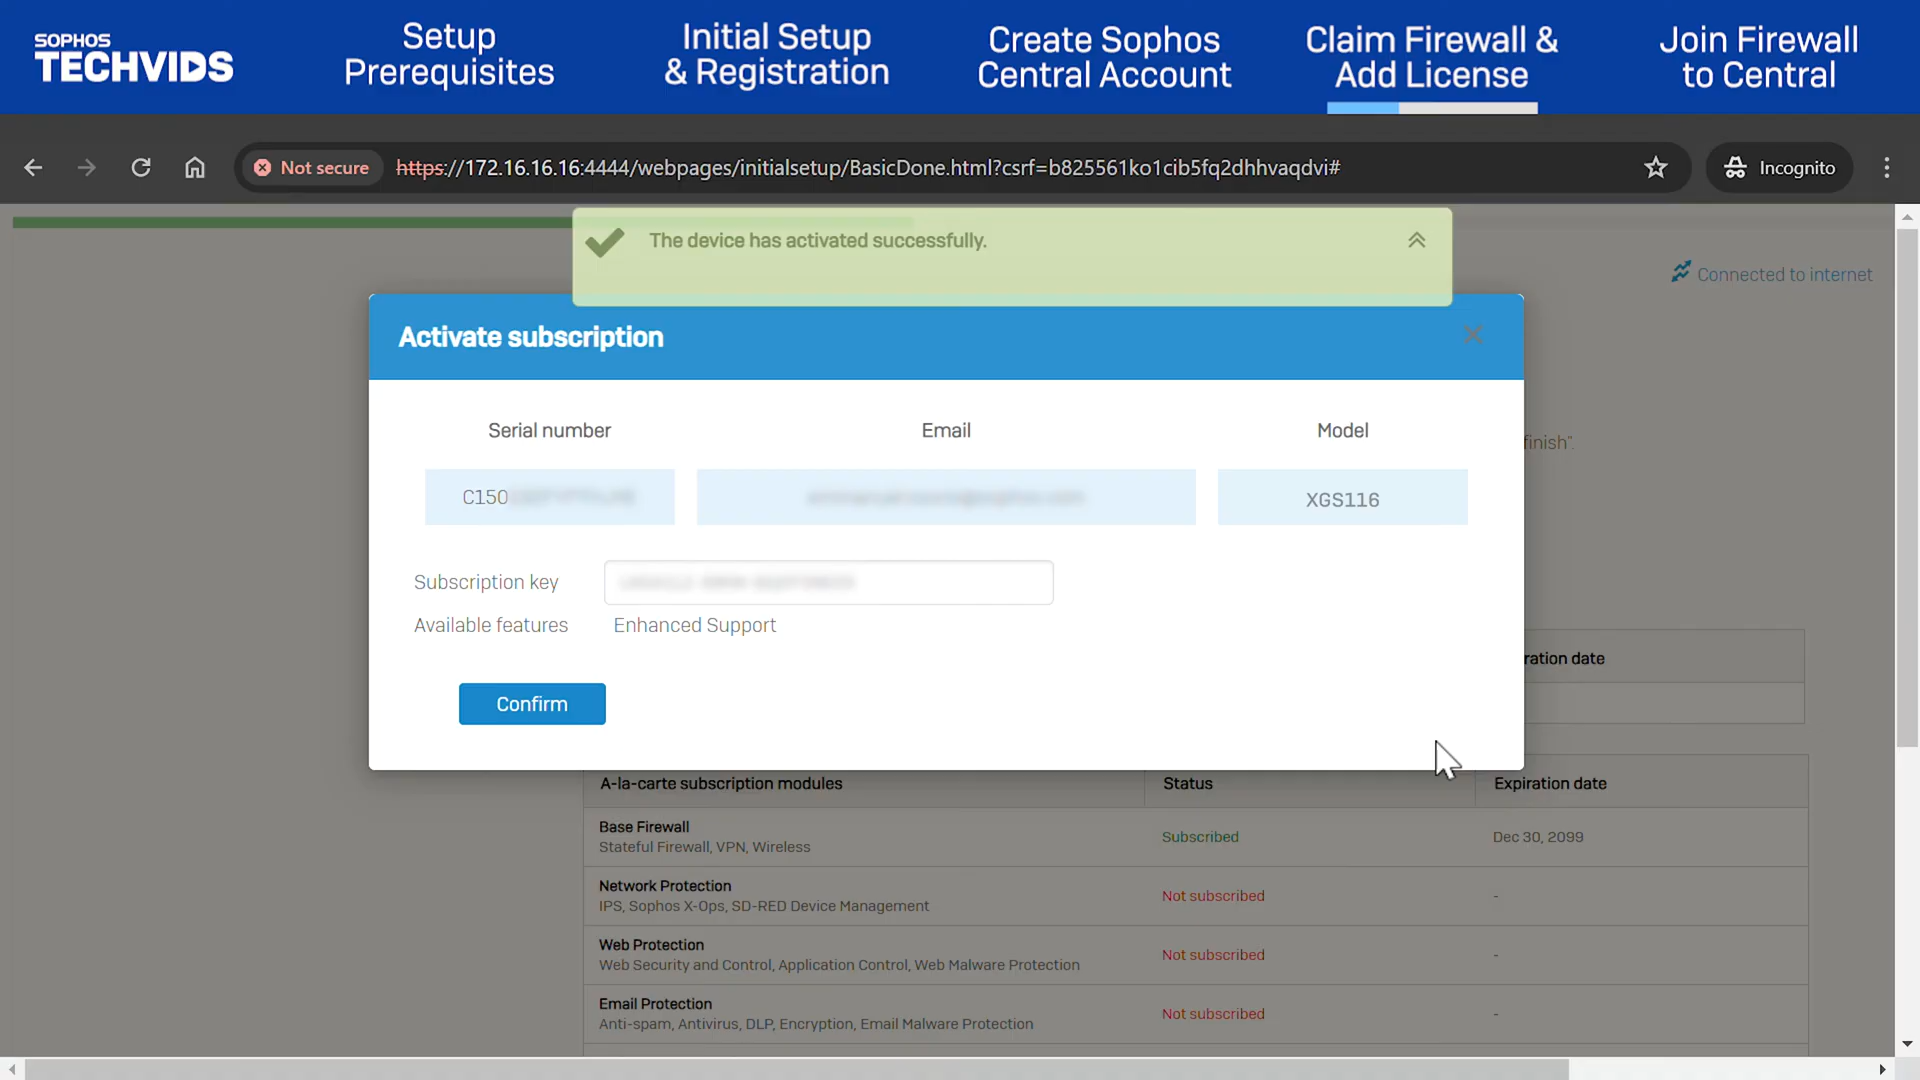 SOPHOS
TECHVIDS
Setup
Prerequisites
Initial Setup
& Registration
Create Sophos
Central Account
Claim Firewall &
Add License
Join Firewall
to Central
Not secure
https://172.16.16.16:4444/webpages/initialsetup/BasicDone.html?csrf=b825561ko1cib5fq2dhhvaqdvi#
Incognito
The device has activated successfully.
Connected to internet
Activate subscription
Serial number
Email
Model
finish".
C150
XGS116
Subscription key
Available features
Enhanced Support
ration date
Confirm
A-la-carte subscription modules
Status
Expiration date
Base Firewall
Stateful Firewall, VPN, Wireless
Subscribed
Dec 30, 2099
Network Protection
IPS, Sophos X-Ops, SD-RED Device Management
Not subscribed
-
Web Protection
Web Security and Control, Application Control, Web Malware Protection
Not subscribed
-
Email Protection
Anti-spam, Antivirus, DLP, Encryption, Email Malware Protection
Not subscribed
-